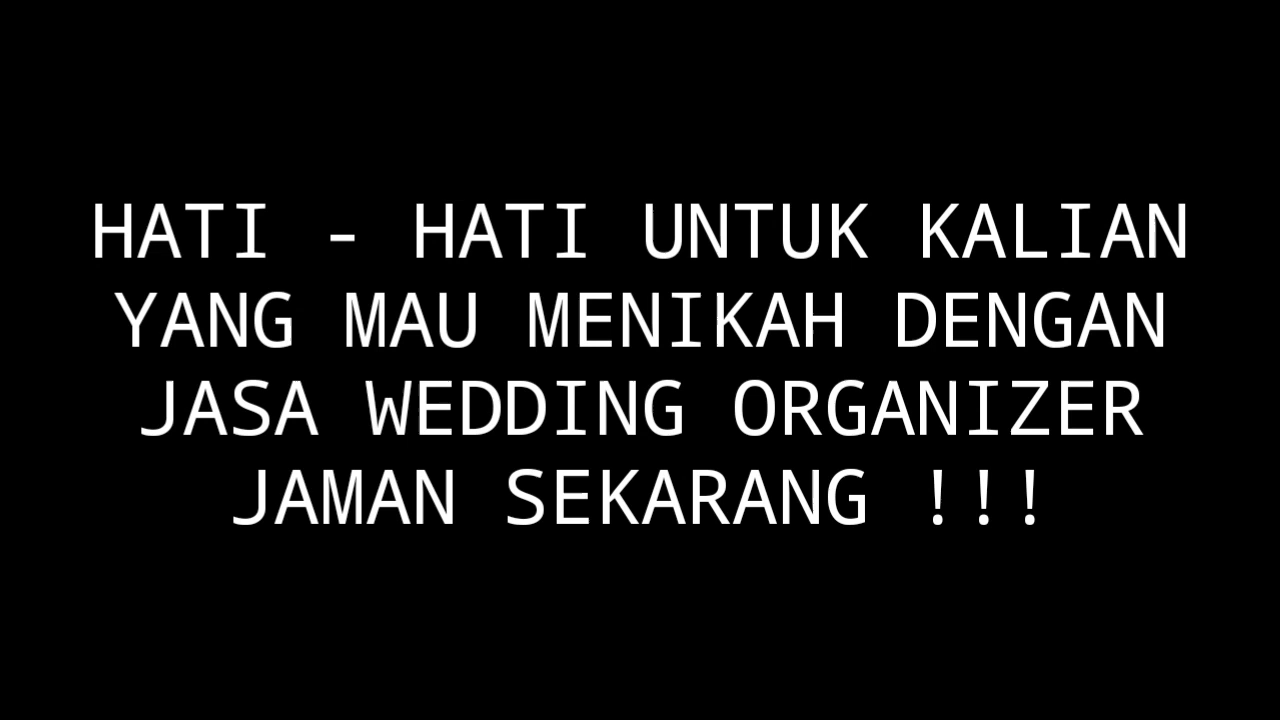 HATI - HATI UNTUK KALIAN
YANG MAU MENIKAH DENGAN
JASA WEDDING ORGANIZER
JAMAN SEKARANG !!!